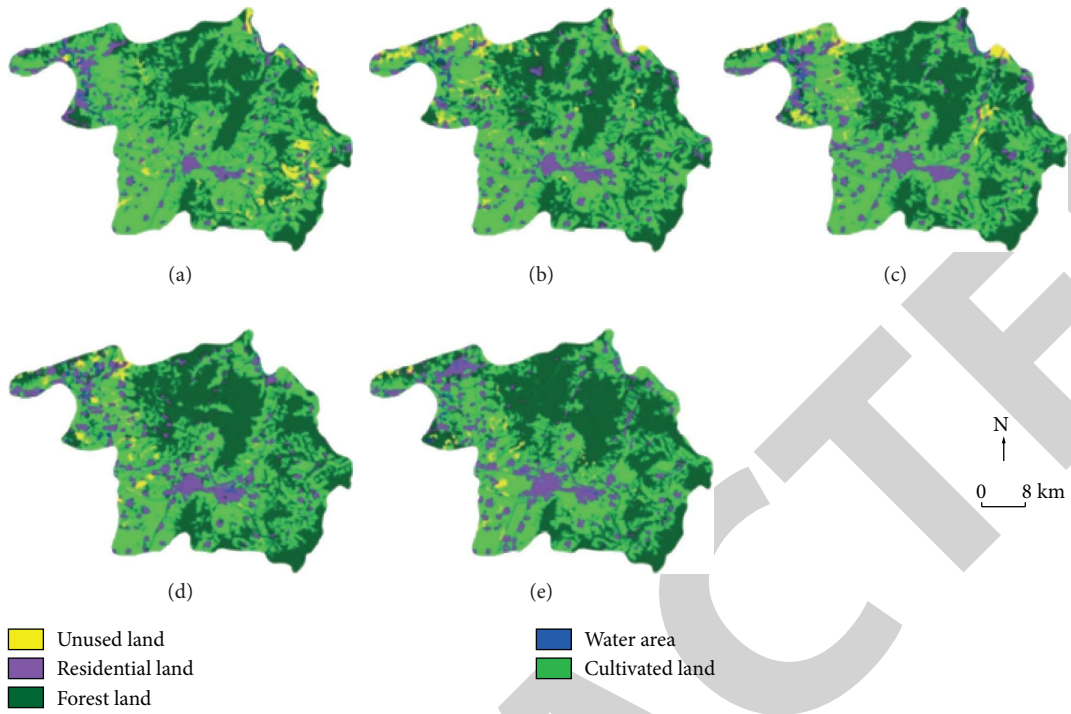 (a)
(b)
(c)
(d)
(e)
N
0 8 km
Unused land
Residential land
Forest land
Water area
Cultivated land